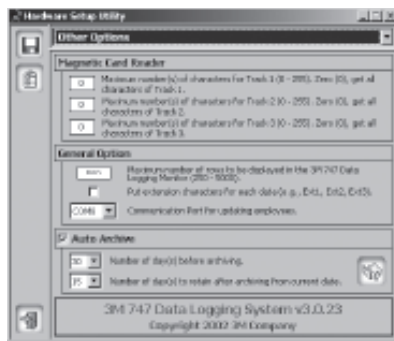 Hardware Setup Utility
Other Options
Magnetic Card Reader
0
Maximum number(s) of characters for Track 1 (0 - 255). Zero (0), get all
characters of Track 1.
0
Maximum number(s) of characters for Track 2 (0 - 255). Zero (0), get all
characters of Track 2.
0
Maximum number(s) of characters for Track 3 (0 - 255). Zero (0), get all
characters of Track 3.
General Option
Maximum number of rows to be displayed in the 3M 747 Data
Logging Monitor (250 - 5000).
Put extension characters for each date (e.g., Ext1, Ext2, Ext3).
Communication Port for updating employees.
Auto Archive
30 Number of day(s) before archiving.
15 Number of day(s) to retain after archiving from current date.
3M 747 Data Logging System v3.0.23
Copyright 2002 3M Company